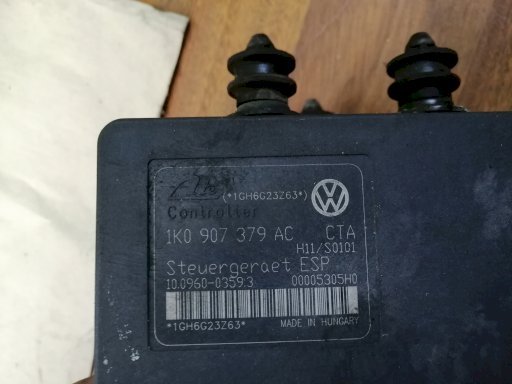 Ate (*1GH6G23Z63*)
Controller
1K0 907 379 AC CTA
H11/S0101
Steuergeraet ESP
10.0960-0359.3 00005305H0
*1GH6G23Z63* MADE IN HUNGARY